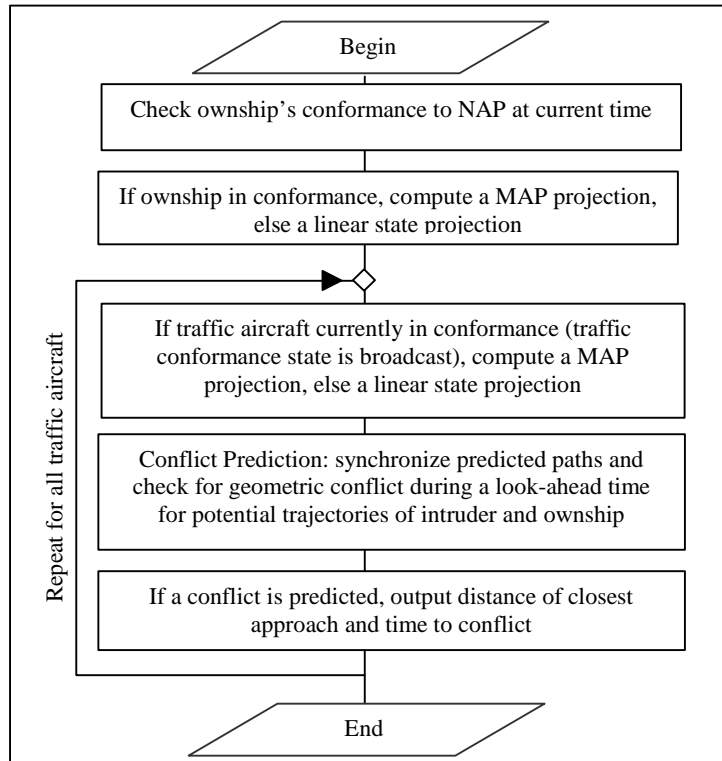 Begin
Check ownship's conformance to NAP at current time
If ownship in conformance, compute a MAP projection,
else a linear state projection
If traffic aircraft currently in conformance (traffic
conformance state is broadcast), compute a MAP
projection, else a linear state projection
Conflict Prediction: synchronize predicted paths and
check for geometric conflict during a look-ahead time
for potential trajectories of intruder and ownship
If a conflict is predicted, output distance of closest
approach and time to conflict
Repeat for all traffic aircraft
End